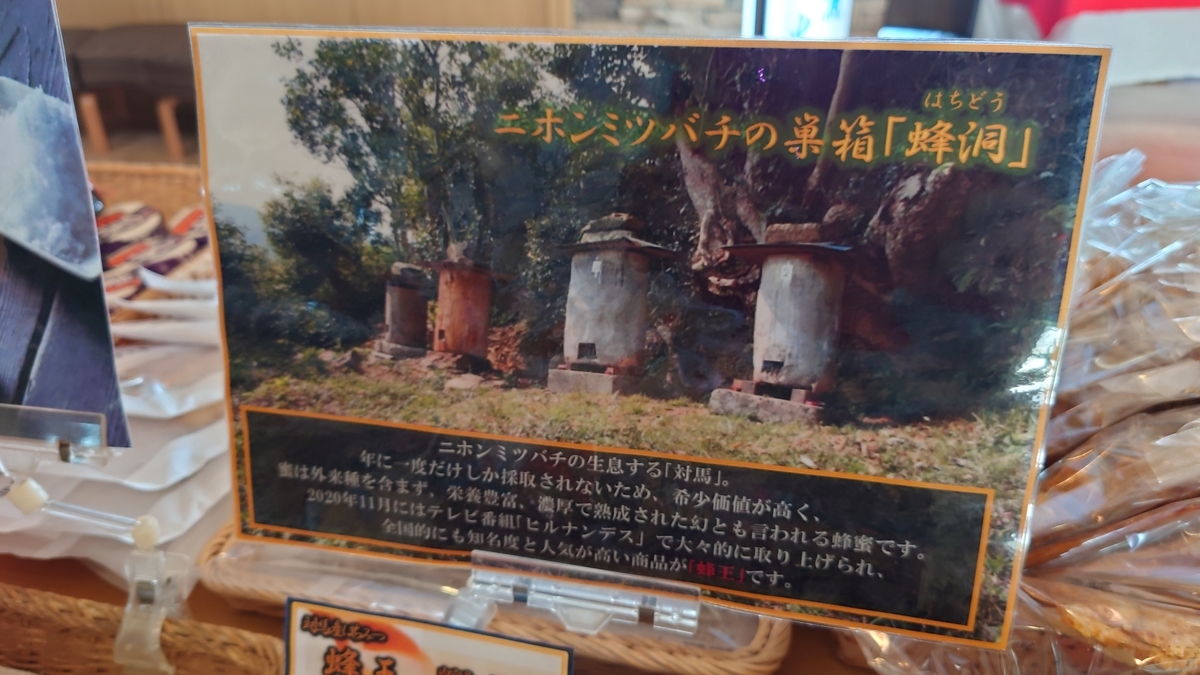 はちどう
ニホンミツバチの巣箱「蜂洞」
ニホンミツバチの生息する「対馬」。
年に一度だけしか採取されないため、希少価値が高く、
蜜は外来種を含まず、栄養豊富、濃厚で熟成された幻とも言われる蜂蜜です。
2020年11月にはテレビ番組「ヒルナンデス」で大々的に取り上げられ、
全国的にも知名度と人気が高い商品が「蜂王」です。